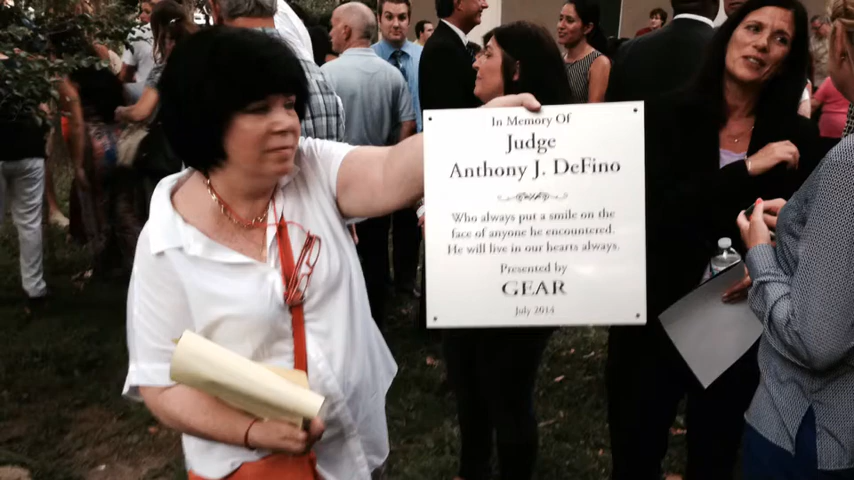 In Memory Of
Judge
Anthony J. DeFino
Who always put a smile on the
face of anyone he encountered.
He will live in our hearts always.
Presented by
GEAR
July 2014